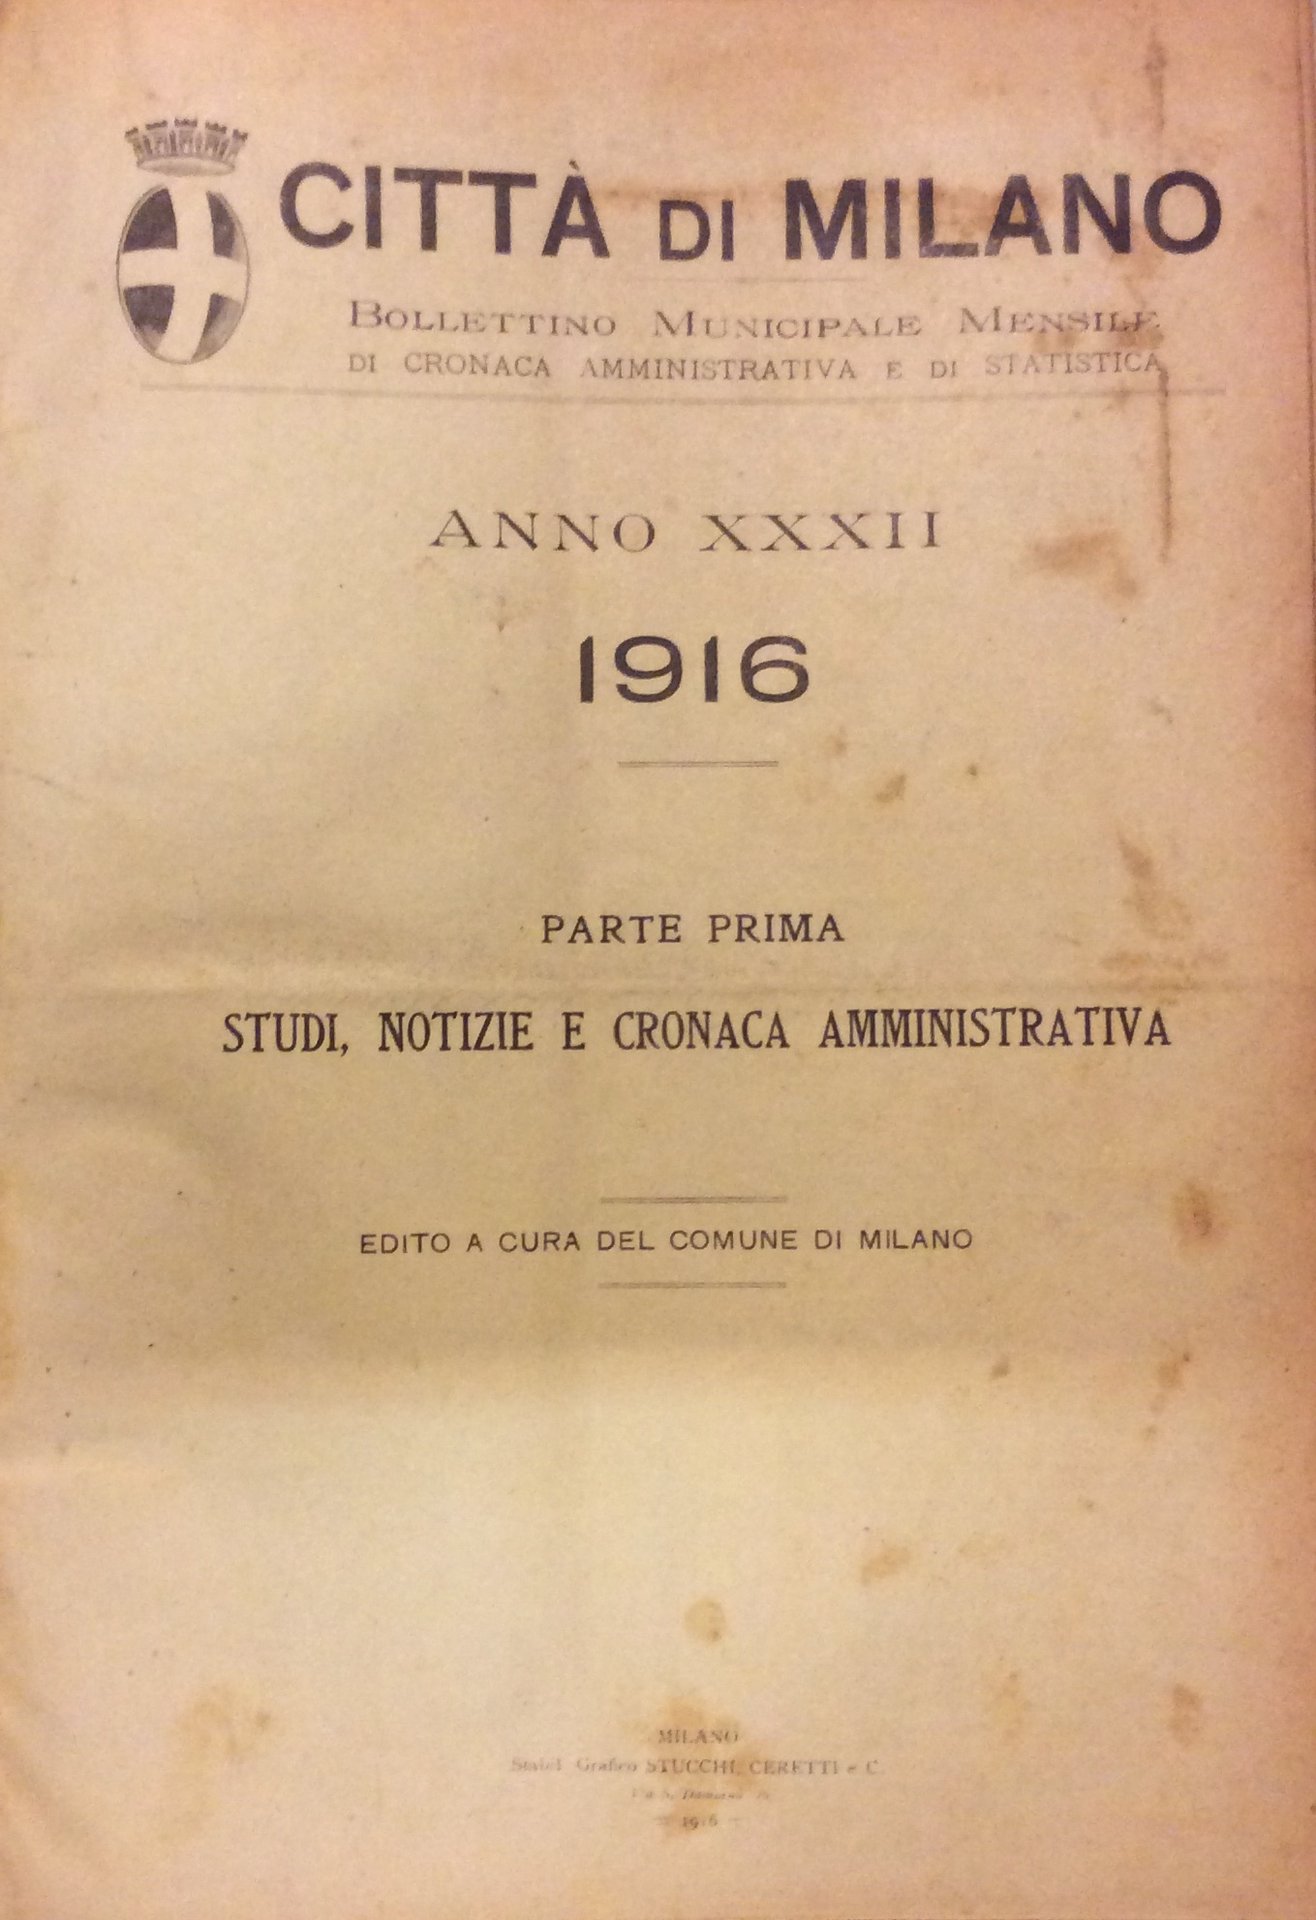 CITTÀ DI MILANO
BOLLETTINO MUNICIPALE MENSILE
DI CRONACA AMMINISTRATIVA E DI STATISTICA
ANNO XXXII
1916
PARTE PRIMA
STUDI, NOTIZIE E CRONACA AMMINISTRATIVA
EDITO A CURA DEL COMUNE DI MILANO
MILANO
Grafico STUCCHI, CERETTI e C.
1916